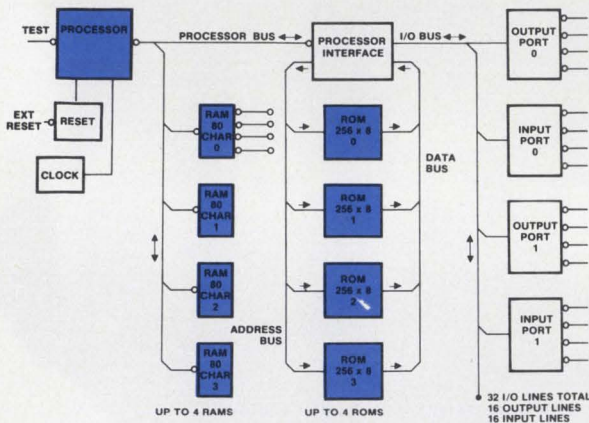 TEST
PROCESSOR
PROCESSOR BUS
PROCESSOR
INTERFACE
I/O BUS
OUTPUT
PORT
0
EXT
RESET
RESET
CLOCK
RAM
80
CHAR
0
ROM
256 x 8
0
DATA
BUS
INPUT
PORT
0
RAM
80
CHAR
1
ROM
256 x 8
1
OUTPUT
PORT
1
RAM
80
CHAR
2
ROM
256 x 8
2
ADDRESS
BUS
INPUT
PORT
1
RAM
80
CHAR
3
ROM
256 x 8
3
UP TO 4 RAMS
UP TO 4 ROMS
32 I/O LINES TOTAL
16 OUTPUT LINES
16 INPUT LINES